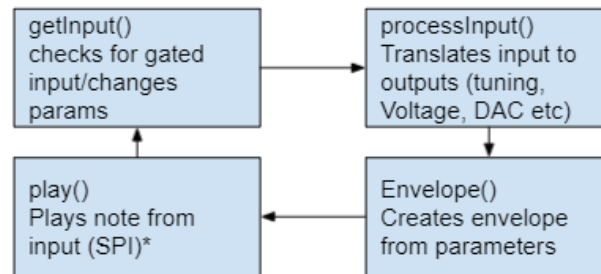 getInput()
checks for gated
input/changes
params
processInput()
Translates input to
outputs (tuning,
Voltage, DAC etc)
play()
Plays note from
input (SPI)*
Envelope()
Creates envelope
from parameters